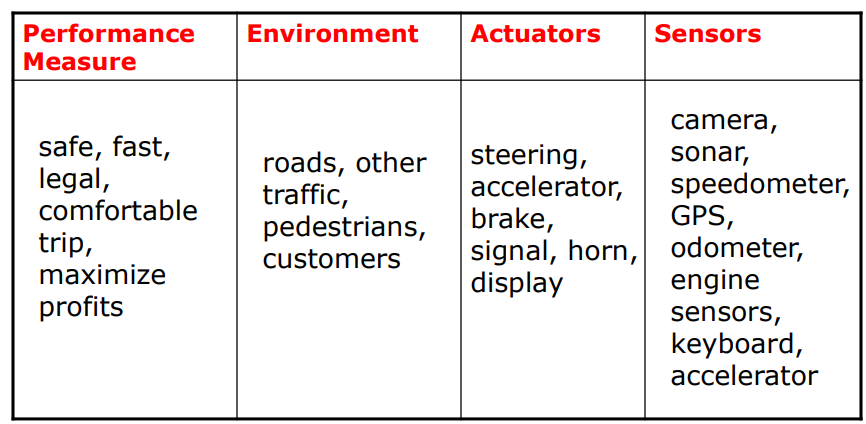 Performance
Measure
Environment
Actuators
Sensors
safe, fast,
legal,
comfortable
trip,
maximize
profits
roads, other
traffic,
pedestrians,
customers
steering,
accelerator,
brake,
signal, horn,
display
camera,
sonar,
speedometer,
GPS,
odometer,
engine
sensors,
keyboard,
accelerator